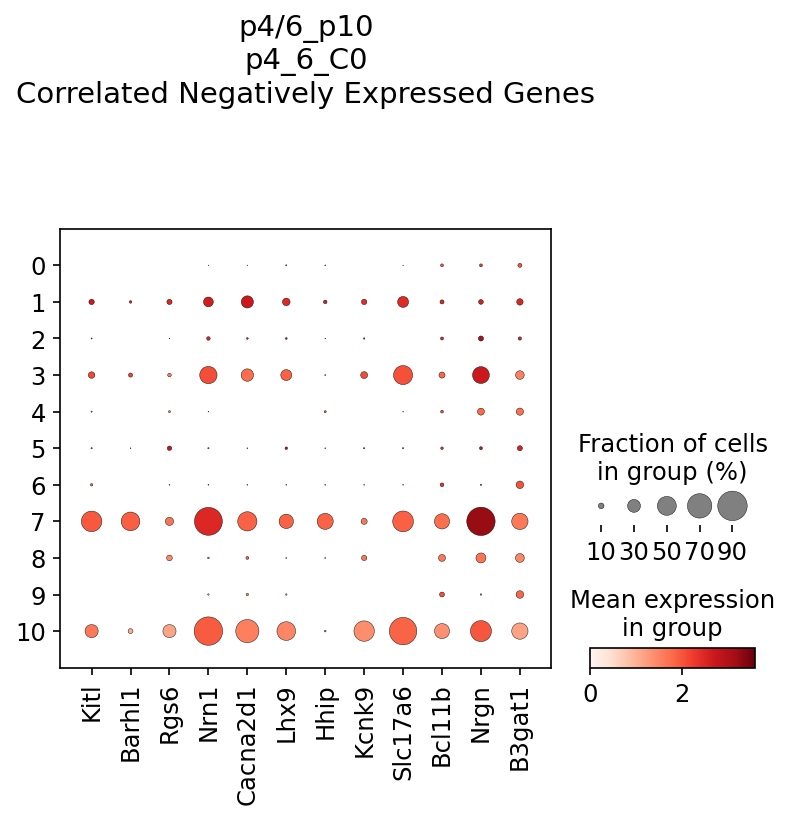 p4/6_p10
p4_6_C0
Correlated Negatively Expressed Genes
0
1
2
3
4
5
6
7
8
9
10
Kitl
Barhl1
Rgs6
Nrn1
Cacna2d1
Lhx9
Hhip
Kcnk9
Slc17a6
Bcl11b
Nrgn
B3gat1
Fraction of cells
in group (%)
10 30 50 70 90
Mean expression
in group
0 2